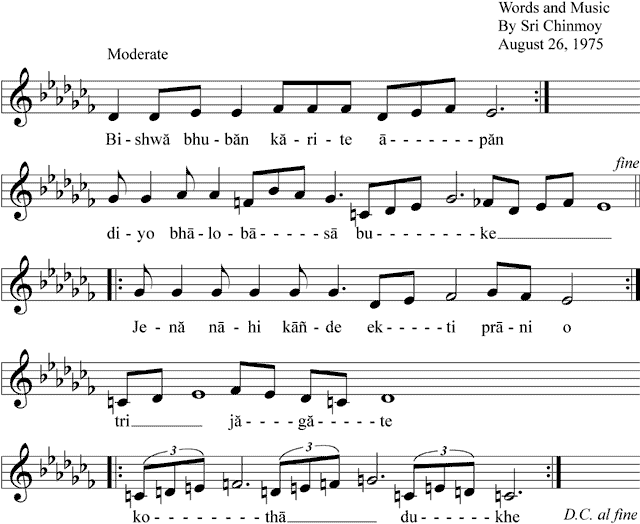 Words and Music
By Sri Chinmoy
August 26, 1975
Moderate
Bi-shwă bhu-băn kă-ri-te ā-------păn
fine
di-yo bhā-lo-bā-----sā bu--------ke
3 3 3
Je-nă nā-hi kāñ-de ek----ti prā-ni o
tri jă----gă-----te
ko---thā du---khe
D.C. al fine